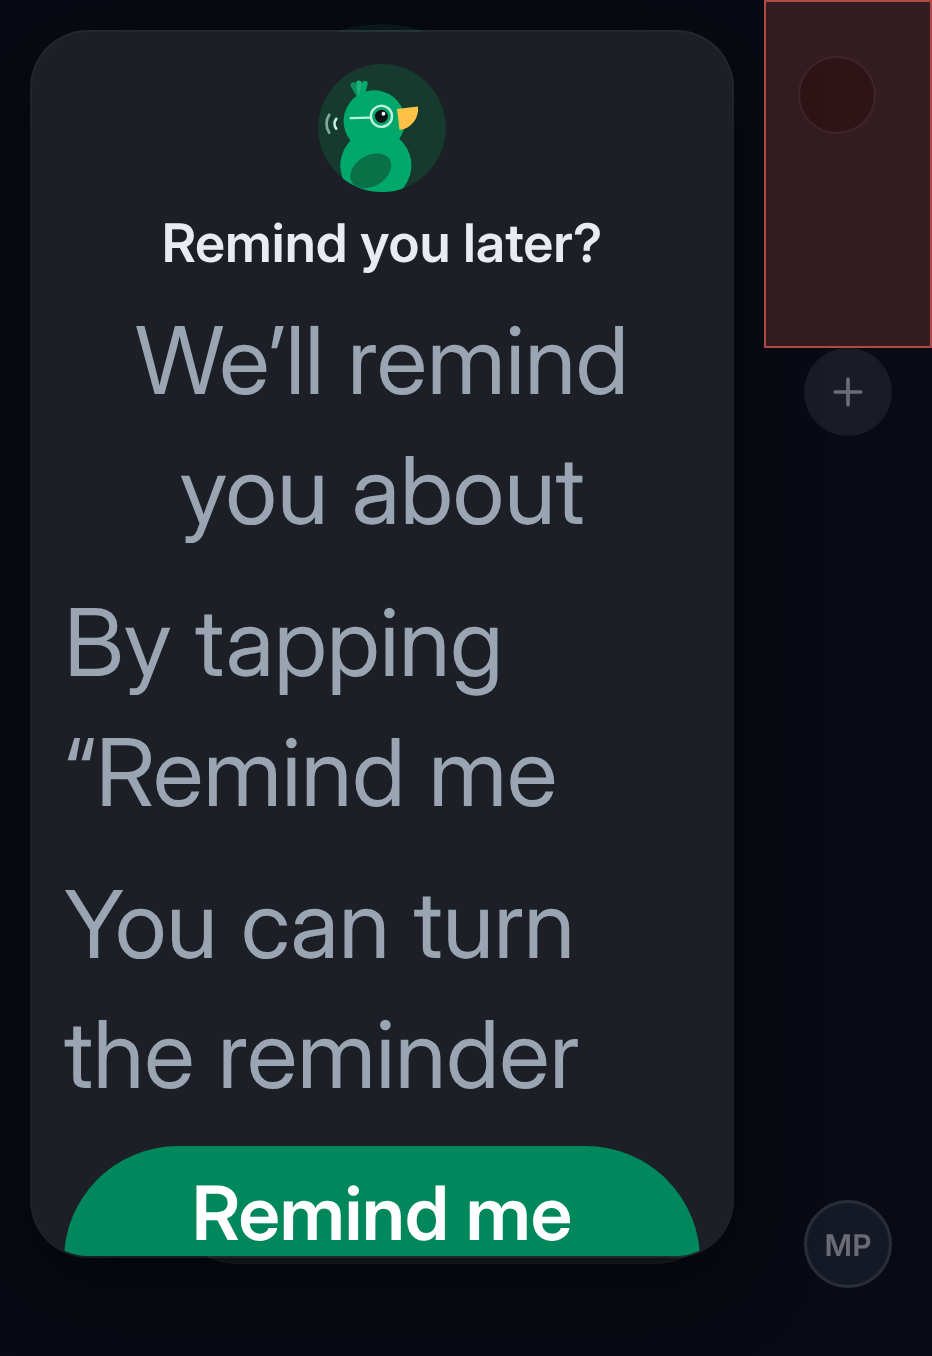 Remind you later?
We’ll remind
you about
By tapping
“Remind me
You can turn
the reminder
Remind me
MP